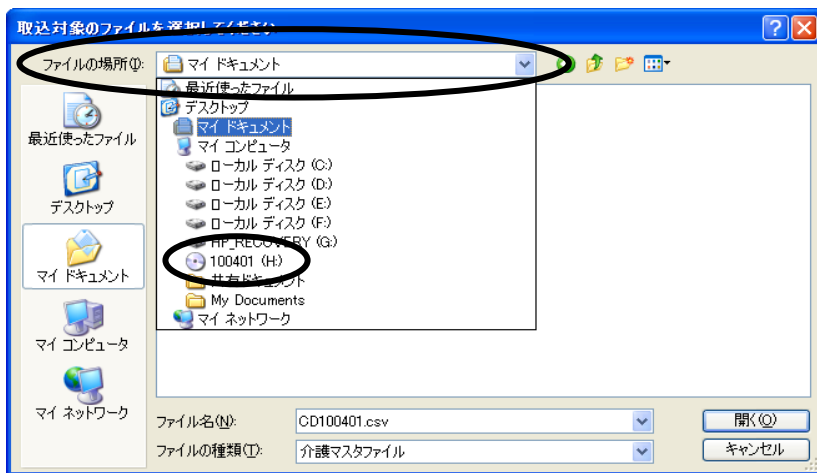 取込対象のファイルを選択してください
ファイルの場所(I):
マイ ドキュメント
最近使ったファイル
デスクトップ
マイ ドキュメント
マイ コンピュータ
ローカル ディスク (C:)
ローカル ディスク (D:)
ローカル ディスク (E:)
ローカル ディスク (F:)
HP_RECOVERY (G:)
100401 (H:)
共有ドキュメント
My Documents
マイ ネットワーク
最近使ったファイル
デスクトップ
マイ ドキュメント
マイ コンピュータ
マイ ネットワーク
ファイル名(N):
CD100401.csv
開く(O)
ファイルの種類(T):
介護マスタファイル
キャンセル